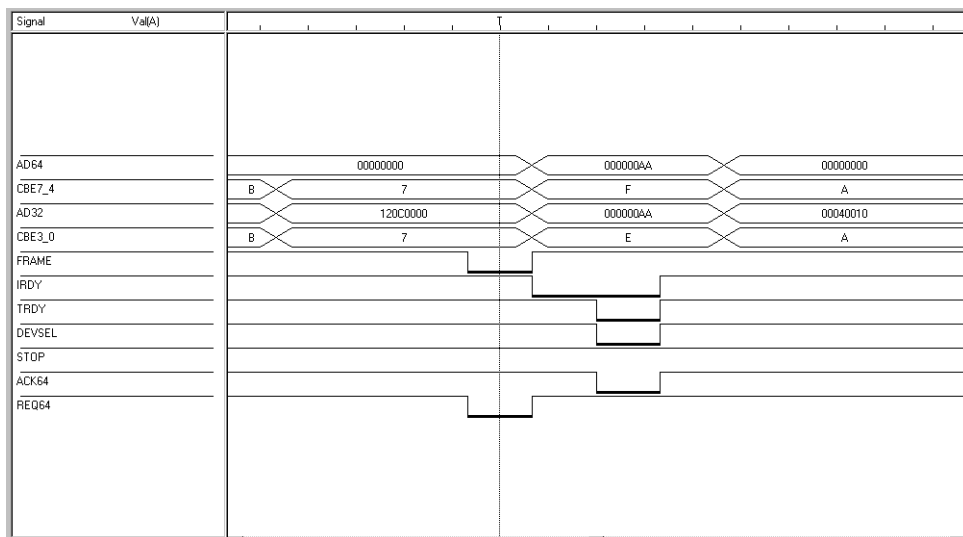 Signal Val(A) T
AD64 00000000 000000AA 00000000
CBE7_4 B 7 F A
AD32 120C0000 000000AA 00040010
CBE3_0 B 7 E A
FRAME
IRDY
TRDY
DEVSEL
STOP
ACK64
REQ64